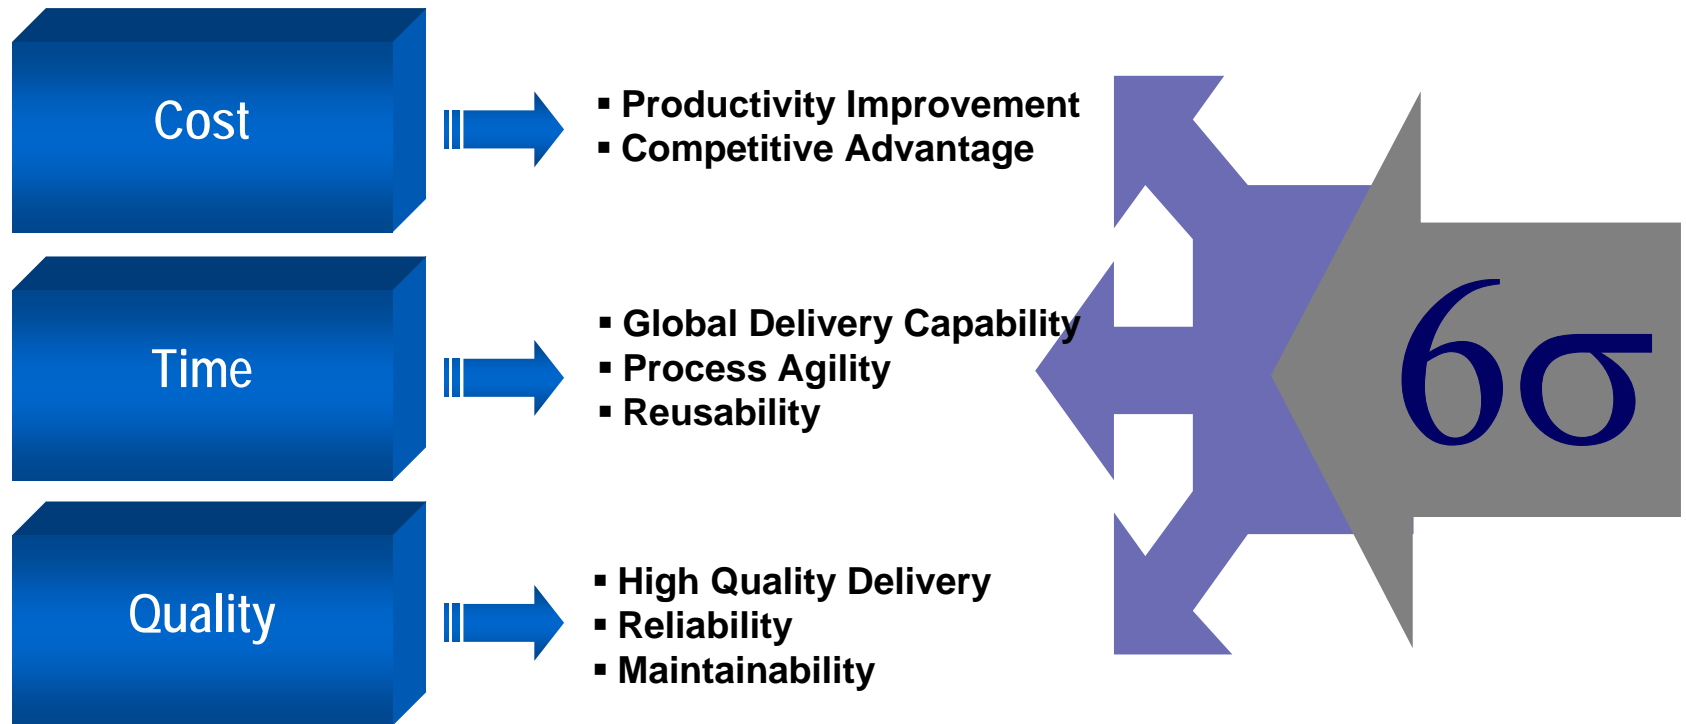 Cost
▪ Productivity Improvement
▪ Competitive Advantage
Time
▪ Global Delivery Capability
▪ Process Agility
▪ Reusability
Quality
▪ High Quality Delivery
▪ Reliability
▪ Maintainability
6σ